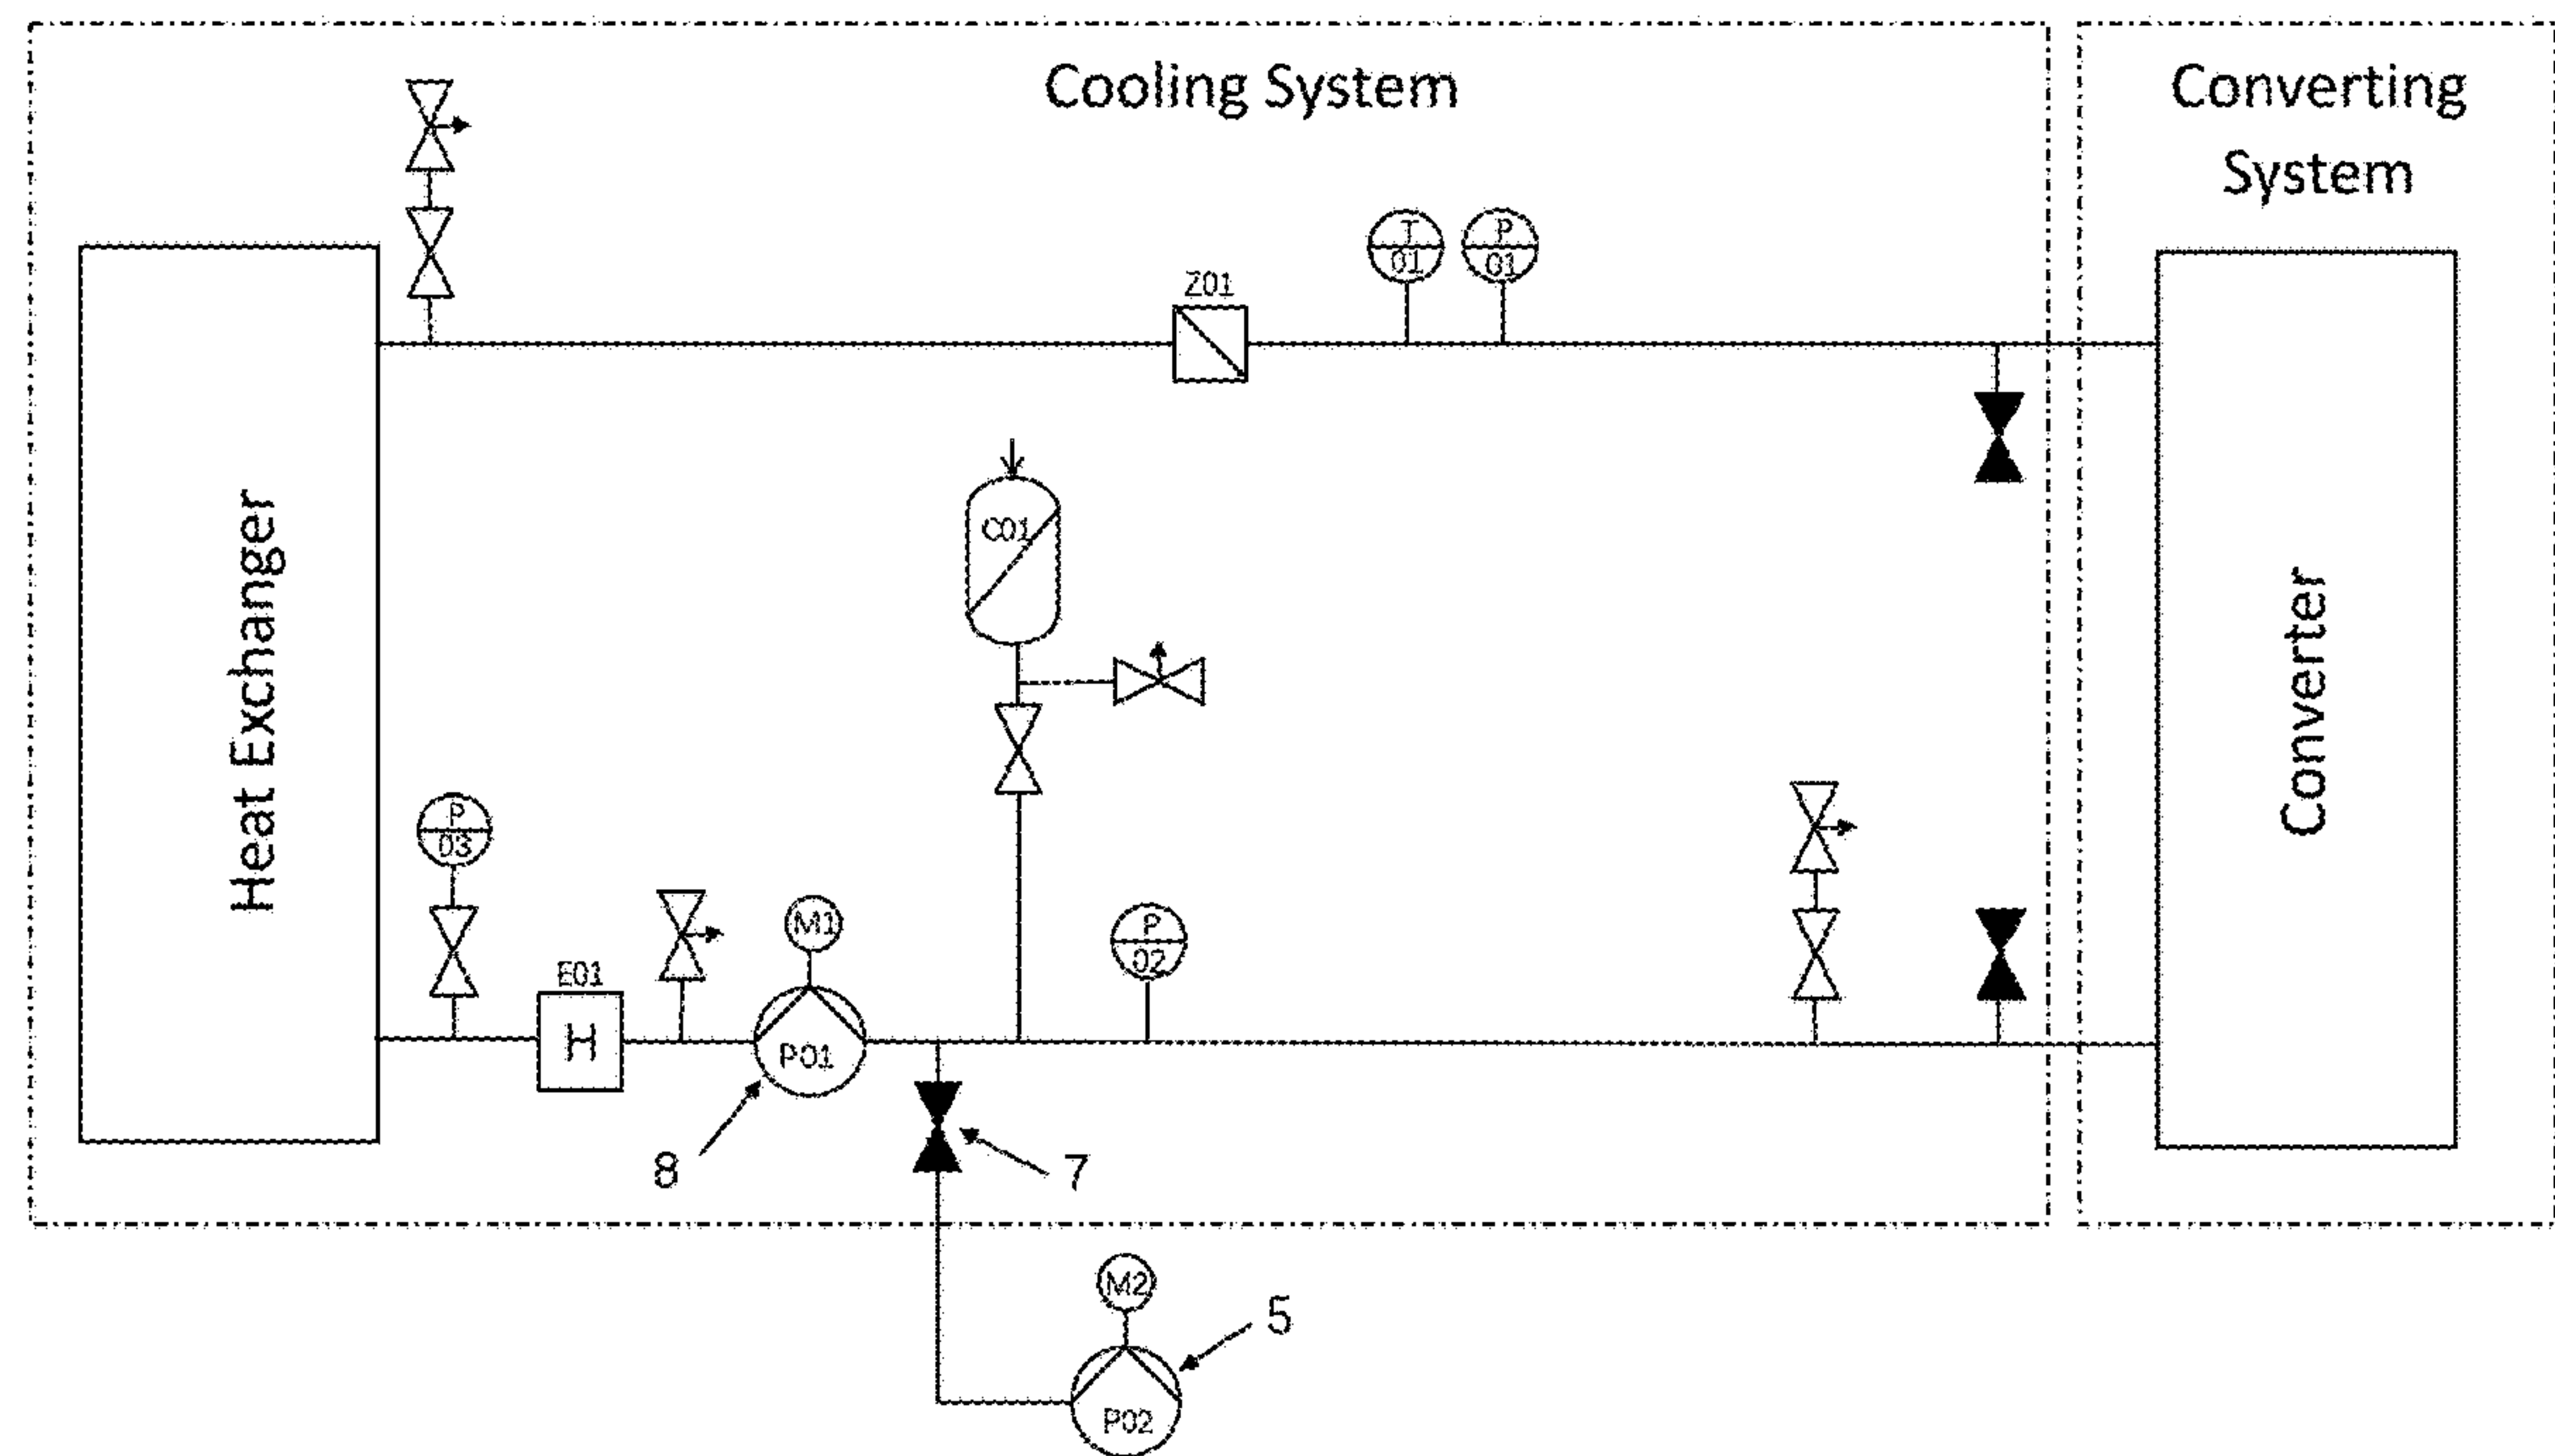 Cooling System
Converting
System
T
01
P
01
Z01
C01
Heat Exchanger
Converter
P
03
M1
P
02
E01
H
P01
8
7
M2
5
P02